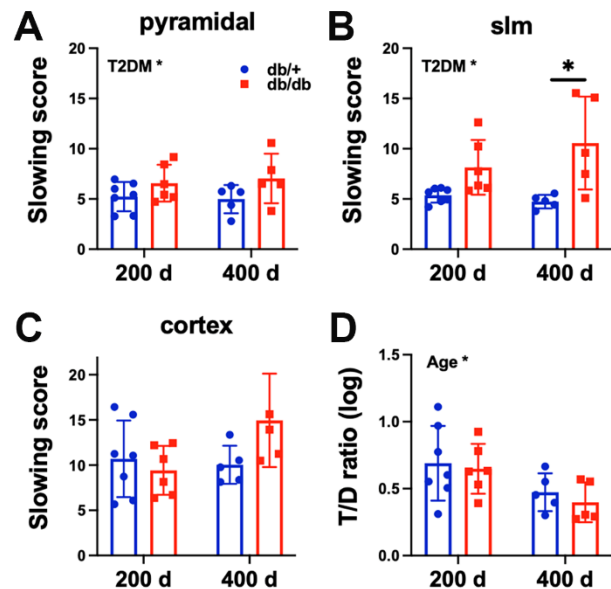 A
pyramidal
T2DM *
db/+
db/db
Slowing score
20
15
10
5
0
200 d
400 d
B
slm
T2DM *
*
Slowing score
20
15
10
5
0
200 d
400 d
C
cortex
Slowing score
20
15
10
5
0
200 d
400 d
D
Age *
T/D ratio (log)
1.5
1.0
0.5
0.0
200 d
400 d